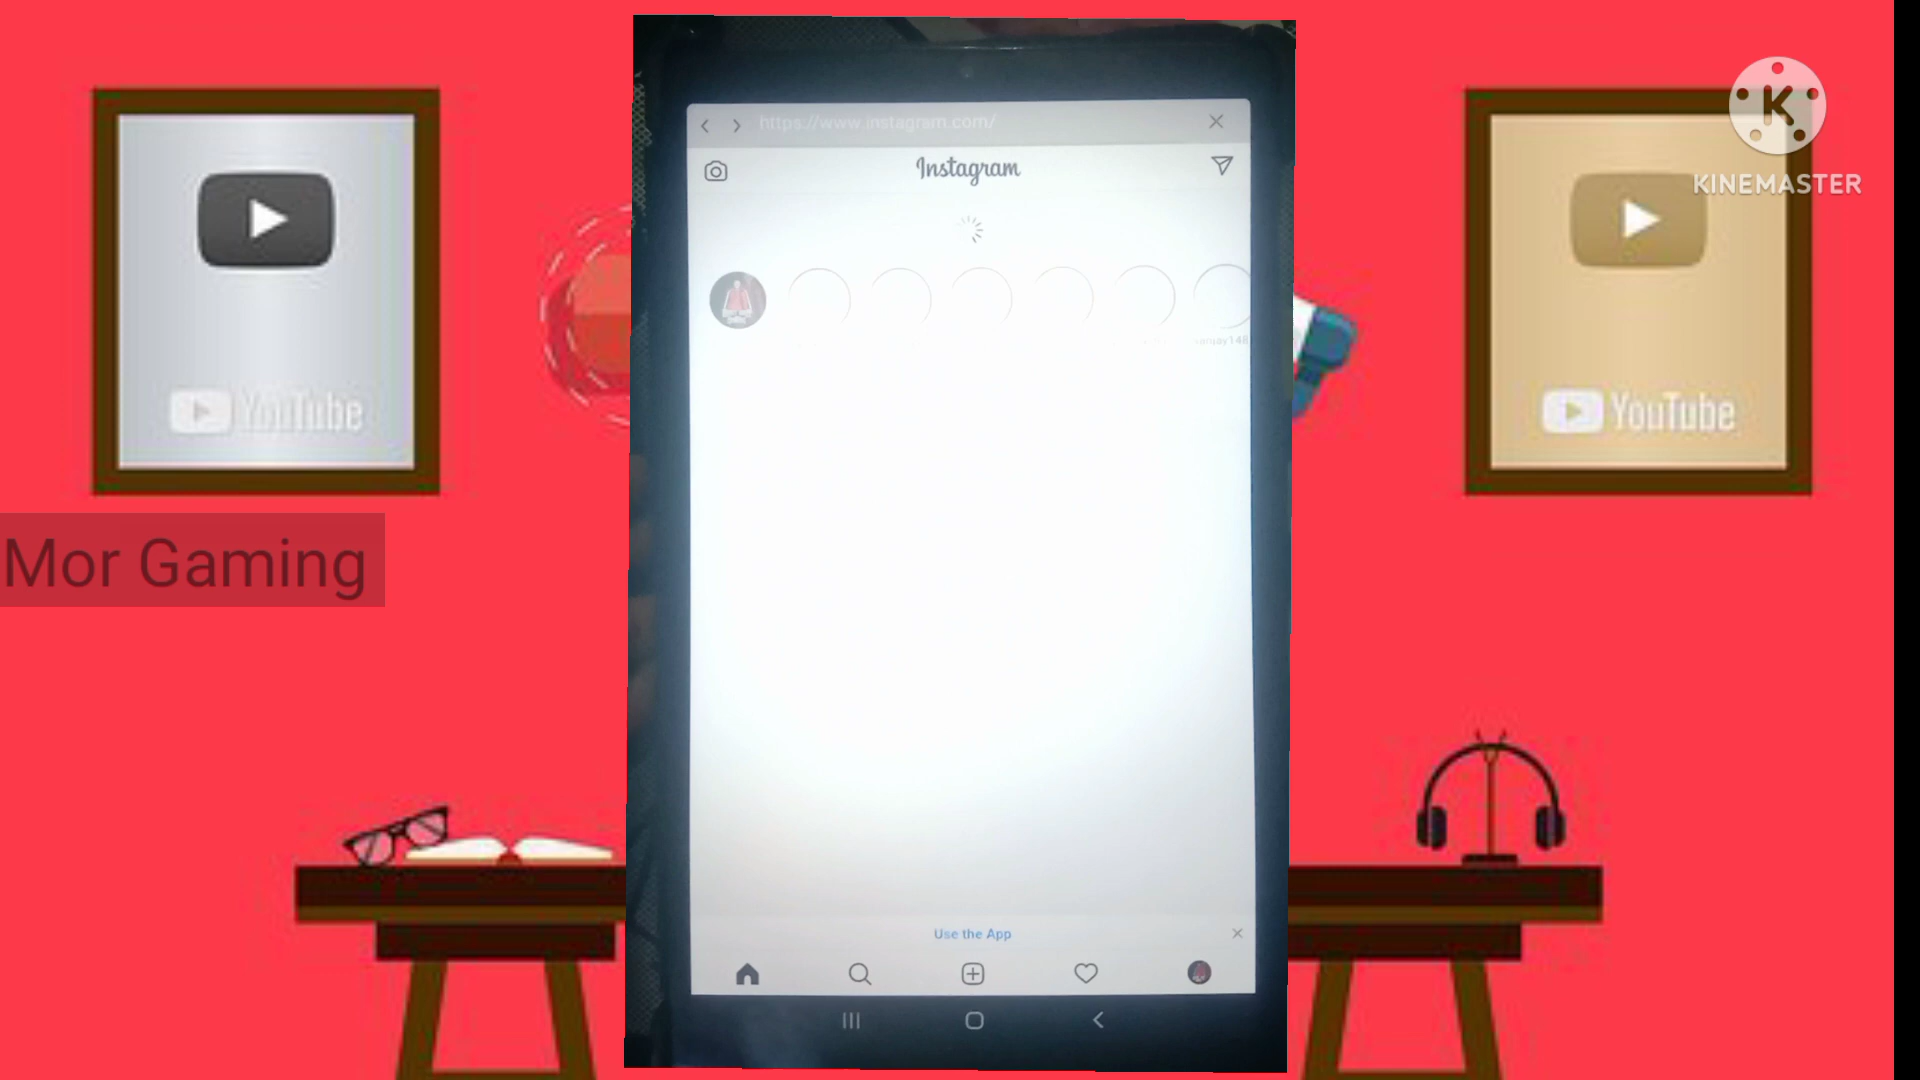 https://www.instagram.com/
Instagram
KINEMASTER
YouTube
YouTube
Mor Gaming
Use the App